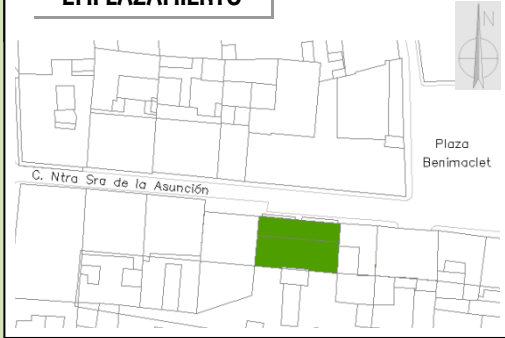 EMPLAZAMIENTO
N
Plaza
Benimaclet
C. Ntra Sra de la Asunción